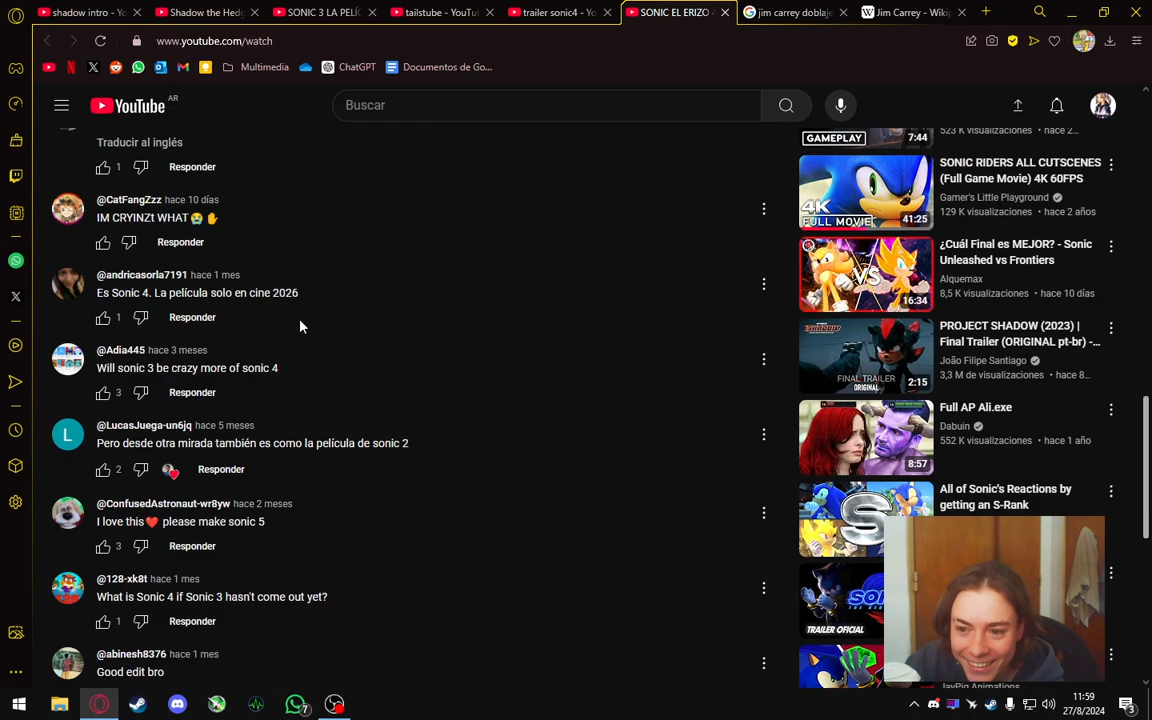 shadow intro - Yo
Shadow the Hedg
SONIC 3 LA PELÍC
tailstube - YouTu
trailer sonic4 - Yo
SONIC EL ERIZO
jim carrey doblaje
Jim Carrey - Wikip
www.youtube.com/watch
Multimedia
ChatGPT
Documentos de Go...
YouTube AR
Buscar
Traducir al inglés
1 Responder
@CatFangZzz hace 10 días
IM CRYINZt WHAT😭✋
Responder
@andricasorla7191 hace 1 mes
Es Sonic 4. La película solo en cine 2026
1 Responder
@Adia445 hace 3 meses
Will sonic 3 be crazy more of sonic 4
3 Responder
@LucasJuega-un6jq hace 5 meses
Pero desde otra mirada también es como la película de sonic 2
2 Responder
@ConfusedAstronaut-wr8yw hace 2 meses
I love this❤️ please make sonic 5
3 Responder
@128-xk8t hace 1 mes
What is Sonic 4 if Sonic 3 hasn't come out yet?
1 Responder
@abinesh8376 hace 1 mes
Good edit bro
GAMEPLAY
7:44
523 K visualizaciones • hace 2...
4K
FULL MOVIE
41:25
SONIC RIDERS ALL CUTSCENES
(Full Game Movie) 4K 60FPS
Gamer's Little Playground
129 K visualizaciones • hace 2 años
VS
16:34
¿Cuál Final es MEJOR? - Sonic
Unleashed vs Frontiers
Alquemax
8,5 K visualizaciones • hace 10 días
SHADOW
FINAL TRAILER
ORIGINAL
2:15
PROJECT SHADOW (2023) |
Final Trailer (ORIGINAL pt-br) -...
João Filipe Santiago
3,3 M de visualizaciones • hace 8...
8:57
Full AP Ali.exe
Dabuin
552 K visualizaciones • hace 1 año
S
All of Sonic's Reactions by
getting an S-Rank
TRAILER OFICIAL
JayPig Animations
7
11:59
27/8/2024
3